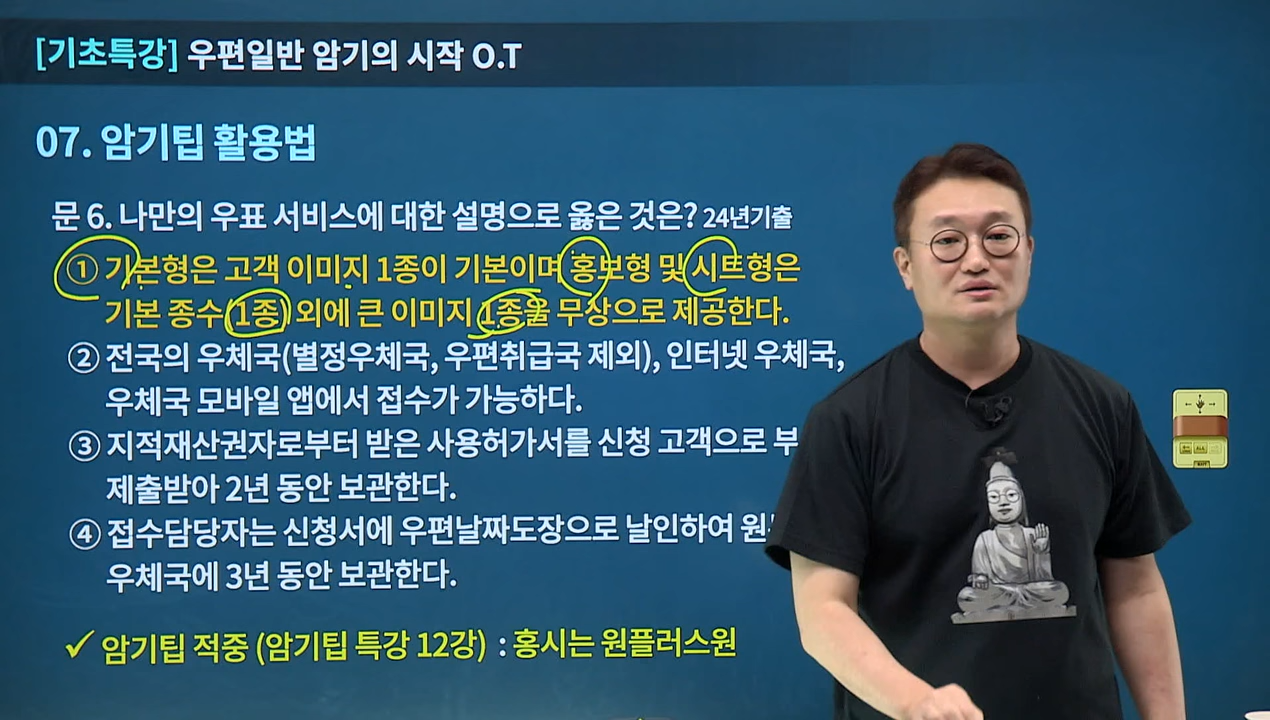 [기초특강] 우편일반 암기의 시작 O.T
07. 암기팁 활용법
문 6. 나만의 우표 서비스에 대한 설명으로 옳은 것은? 24년기출
① 기본형은 고객 이미지 1종이 기본이며 홍보형 및 시트형은
기본 종수(1종) 외에 큰 이미지 1종을 무상으로 제공한다.
② 전국의 우체국(별정우체국, 우편취급국 제외), 인터넷 우체국,
우체국 모바일 앱에서 접수가 가능하다.
③ 지적재산권자로부터 받은 사용허가서를 신청 고객으로 부
제출받아 2년 동안 보관한다.
④ 접수담당자는 신청서에 우편날짜도장으로 날인하여 원
우체국에 3년 동안 보관한다.
✓ 암기팁 적중 (암기팁 특강 12강) : 홍시는 원플러스원